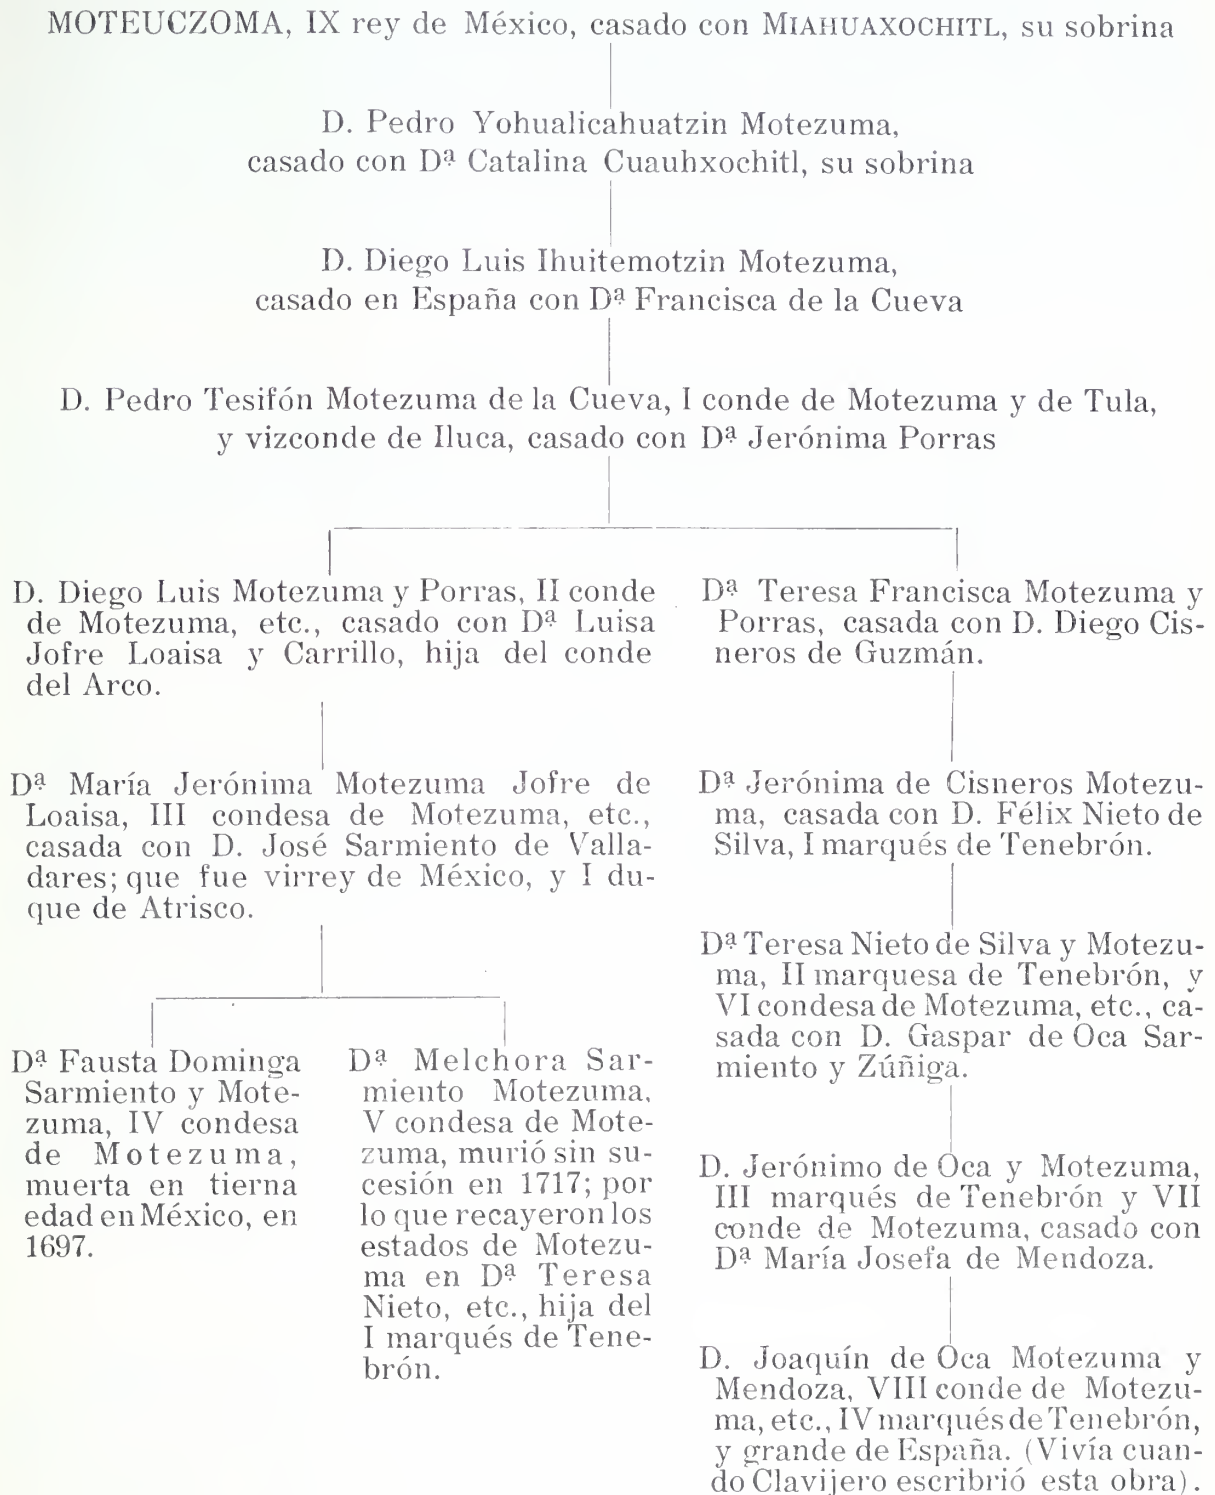 MOTEUCZOMA, IX rey de México, casado con MIAHUAXOCHITL, su sobrina
D. Pedro Yohualicahuatzin Motezuma,
casado con Dª Catalina Cuauhxochitl, su sobrina
D. Diego Luis Ihuitemotzin Motezuma,
casado en España con Dª Francisca de la Cueva
D. Pedro Tesifón Motezuma de la Cueva, I conde de Motezuma y de Tula,
y vizconde de Iluca, casado con Dª Jerónima Porras
D. Diego Luis Motezuma y Porras, II conde
de Motezuma, etc., casado con Dª Luisa
Jofre Loaisa y Carrillo, hija del conde
del Arco.
Dª María Jerónima Motezuma Jofre de
Loaisa, III condesa de Motezuma, etc.,
casada con D. José Sarmiento de Valla-
dares; que fue virrey de México, y I du-
que de Atrisco.
Dª Fausta Dominga
Sarmiento y Mote-
zuma, IV condesa
de Motezuma,
muerta en tierna
edad en México, en
1697.
Dª Melchora Sar-
miento Motezuma,
V condesa de Mote-
zuma, murió sin su-
cesión en 1717; por
lo que recayeron los
estados de Motezu-
ma en Dª Teresa
Nieto, etc., hija del
I marqués de Tene-
brón.
Dª Teresa Francisca Motezuma y
Porras, casada con D. Diego Cis-
neros de Guzmán.
Dª Jerónima de Cisneros Motezu-
ma, casada con D. Félix Nieto de
Silva, I marqués de Tenebrón.
Dª Teresa Nieto de Silva y Motezu-
ma, II marquesa de Tenebrón, y
VI condesa de Motezuma, etc., ca-
sada con D. Gaspar de Oca Sar-
miento y Zúñiga.
D. Jerónimo de Oca y Motezuma,
III marqués de Tenebrón y VII
conde de Motezuma, casado con
Dª María Josefa de Mendoza.
D. Joaquín de Oca Motezuma y
Mendoza, VIII conde de Motezu-
ma, etc., IV marqués de Tenebrón,
y grande de España. (Vivía cuan-
do Clavijero escribrió esta obra).